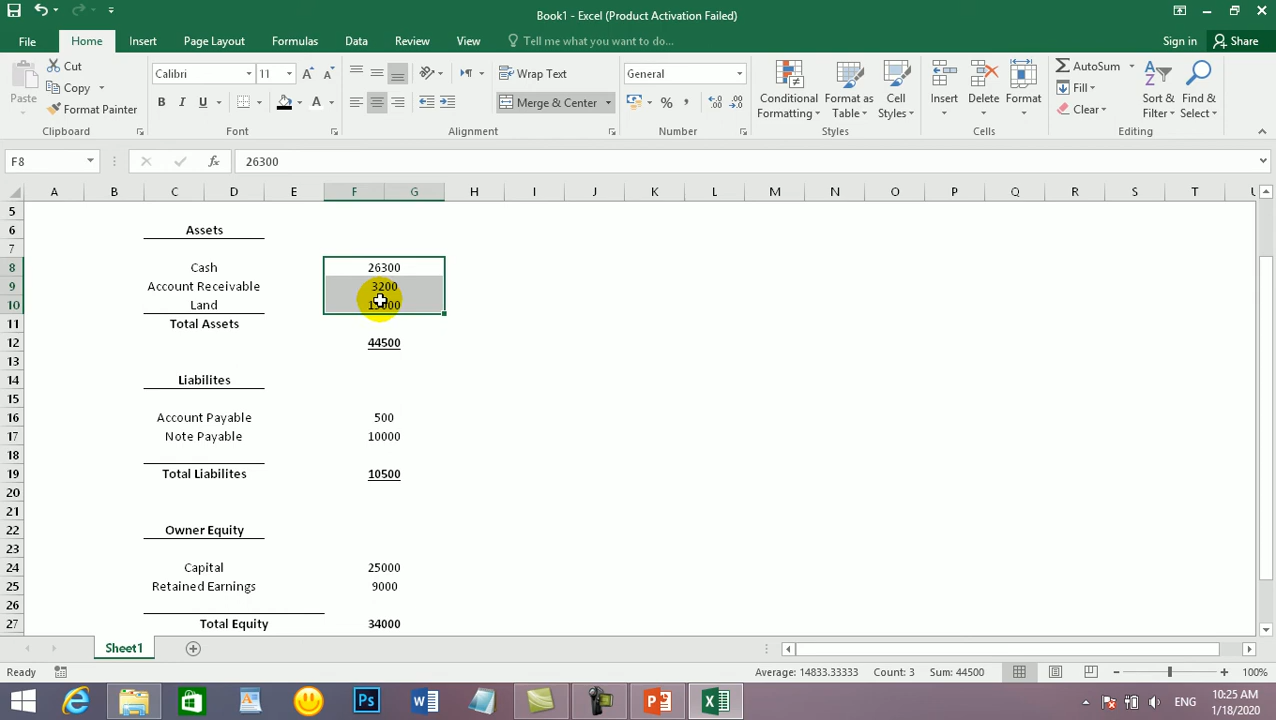 Book1 - Excel (Product Activation Failed)
File Home Insert Page Layout Formulas Data Review View Tell me what you want to do... Sign in Share
Paste Cut Copy Format Painter Clipboard
Calibri 11 A A B I U A Font
Wrap Text Merge & Center Alignment
General % , Number
Conditional Formatting Format as Table Cell Styles Styles
Insert Delete Format Cells
AutoSum Fill Clear Sort & Filter Find & Select Editing
F8 fx 26300
A B C D E F G H I J K L M N O P Q R S T U
5
6 Assets
7
8 Cash 26300
9 Account Receivable 3200
10 Land
11 Total Assets
12 44500
13
14 Liabilites
15
16 Account Payable 500
17 Note Payable 10000
18
19 Total Liabilites 10500
20
21
22 Owner Equity
23
24 Capital 25000
25 Retained Earnings 9000
26
27 Total Equity 34000
Sheet1
Ready Average: 14833.33333 Count: 3 Sum: 44500 100%
ENG 10:25 AM
1/18/2020